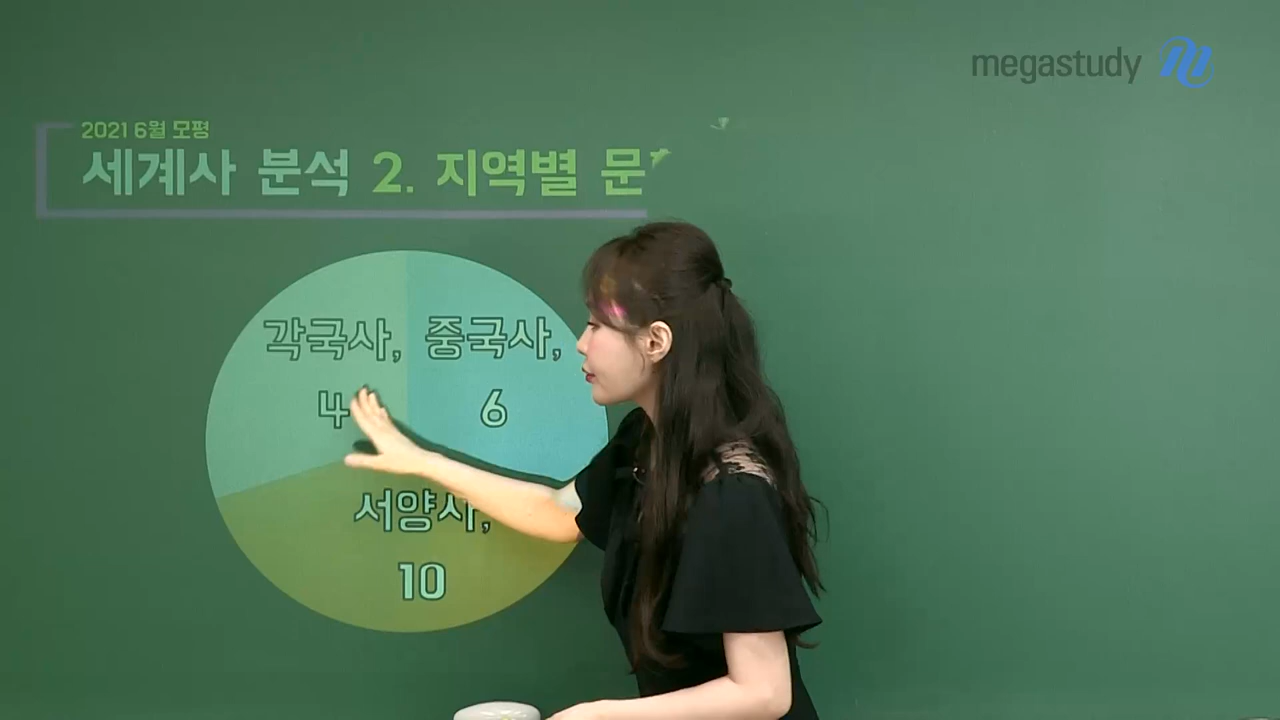 megastudy
2021 6월 모평
세계사 분석 2. 지역별 문
각국사,
4
중국사,
6
서양사,
10